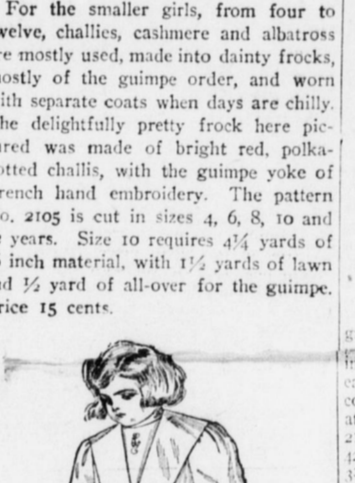 For the smaller girls, from four to
welve, challies, cashmere and albatross
re mostly used, made into dainty frocks,
ostly of the guimpe order, and worn
ith separate coats when days are chilly.
he delightfully pretty frock here pic-
ured was made of bright red, polka-
otted challis, with the guimpe yoke of
rench hand embroidery. The pattern
o. 2105 is cut in sizes 4, 6, 8, 10 and
years. Size 10 requires 4¼ yards of
inch material, with 1½ yards of lawn
nd ½ yard of all-over for the guimpe.
rice 15 cents.